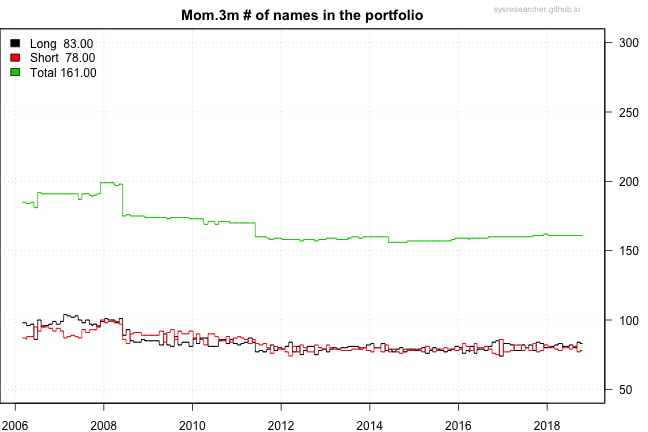 Mom.3m # of names in the portfolio
sysresearcher.github.io
Long 83.00
Short 78.00
Total 161.00
300
250
200
150
100
50
2006 2008 2010 2012 2014 2016 2018